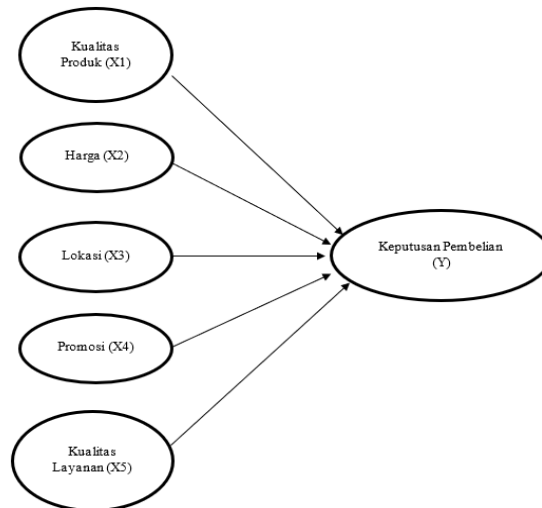 Kualitas
Produk (X1)
Harga (X2)
Lokasi (X3)
Keputusan Pembelian
(Y)
Promosi (X4)
Kualitas
Layanan (X5)